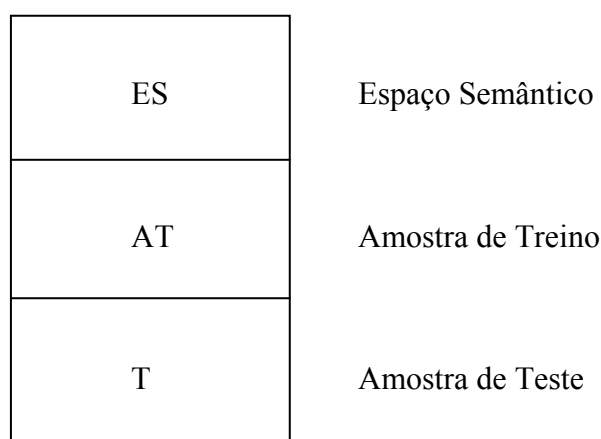 ES Espaço Semântico
AT Amostra de Treino
T Amostra de Teste